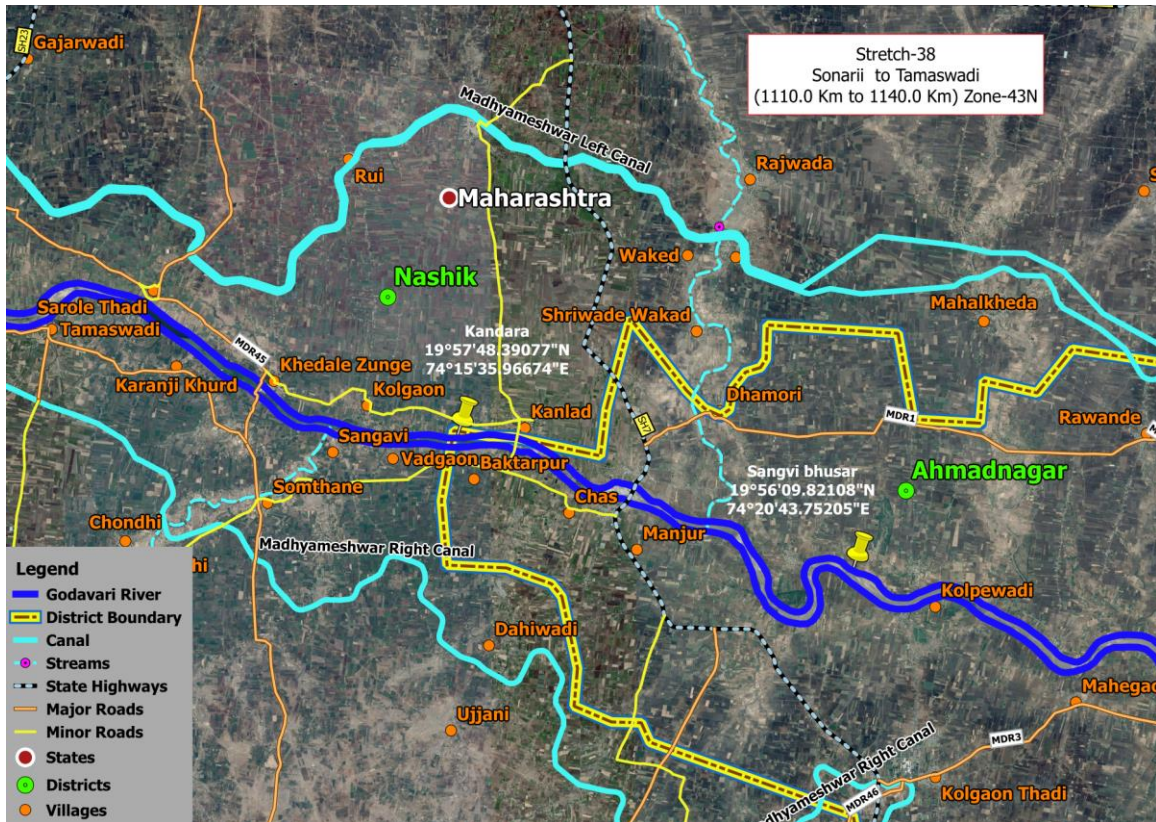 Stretch-38
Sonarii to Tamaswadi
(1110.0 Km to 1140.0 Km) Zone-43N
SH23
Gajarwadi
Madhyameshwar Left Canal
Rui
Rajwada
S
Maharashtra
Waked
Nashik
Sarole Thadi
Mahalkheda
Shriwade Wakad
Tamaswadi
Kandara
19°57'48.39077"N
74°15'35.96674"E
MDR45
Khedale Zunge
Karanji Khurd
Kolgaon
Dhamori
Kanlad
SH7
MDR1
Rawande
M
Sangavi
Vadgaon
Baktarpur
Sangvi bhusar
19°56'09.82108"N
74°20'43.75205"E
Ahmadnagar
Somthane
Chas
Chondhi
Manjur
Madhyameshwar Right Canal
hi
Kolpewadi
Dahiwadi
Mahegao
Ujjani
MDR3
Madhyameshwar Right Canal
MDR46
Kolgaon Thadi
Legend
Godavari River
District Boundary
Canal
Streams
State Highways
Major Roads
Minor Roads
States
Districts
Villages